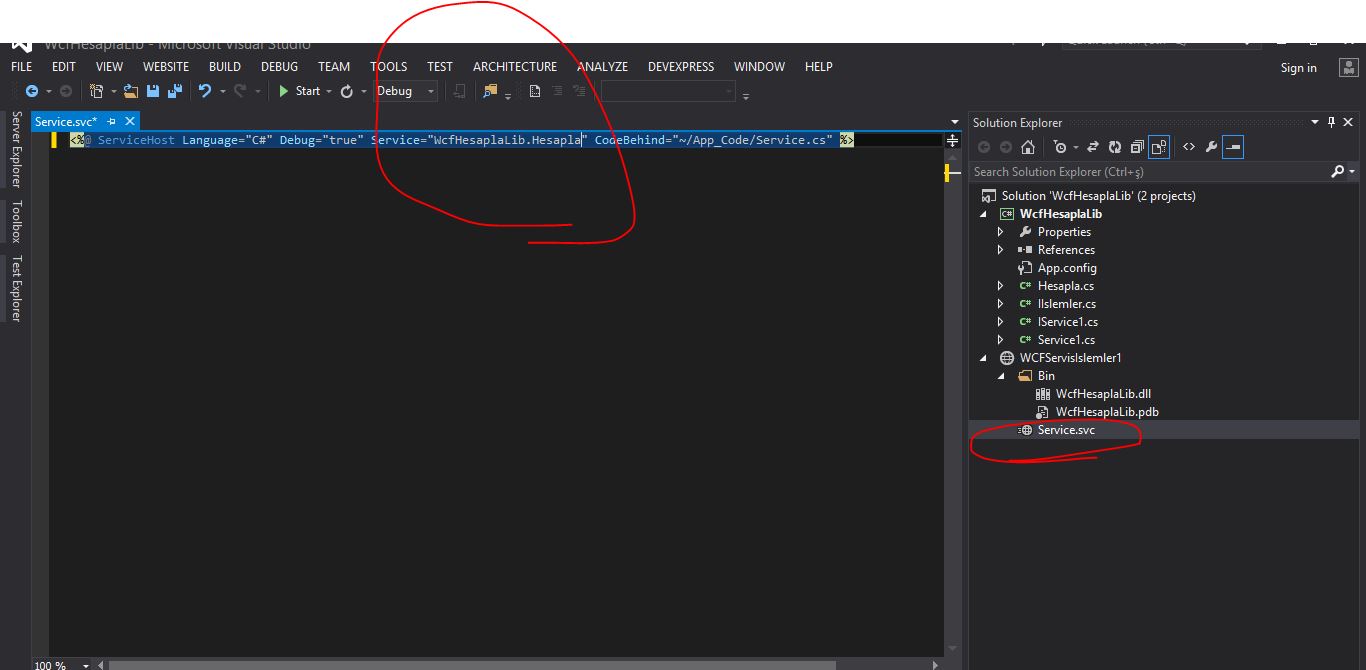 WcfHesaplaLib - Microsoft Visual Studio
FILE EDIT VIEW WEBSITE BUILD DEBUG TEAM TOOLS TEST ARCHITECTURE ANALYZE DEVEXPRESS WINDOW HELP
Sign in
Start Debug
Server Explorer
Toolbox
Test Explorer
Service.svc*
<%@ ServiceHost Language="C#" Debug="true" Service="WcfHesaplaLib.Hesapla" CodeBehind="~/App_Code/Service.cs" %>
100 %
Solution Explorer
Search Solution Explorer (Ctrl+ş)
Solution 'WcfHesaplaLib' (2 projects)
C# WcfHesaplaLib
Properties
References
App.config
C# Hesapla.cs
C# IIslemler.cs
C# IService1.cs
C# Service1.cs
WCFServisIslemler1
Bin
WcfHesaplaLib.dll
WcfHesaplaLib.pdb
Service.svc